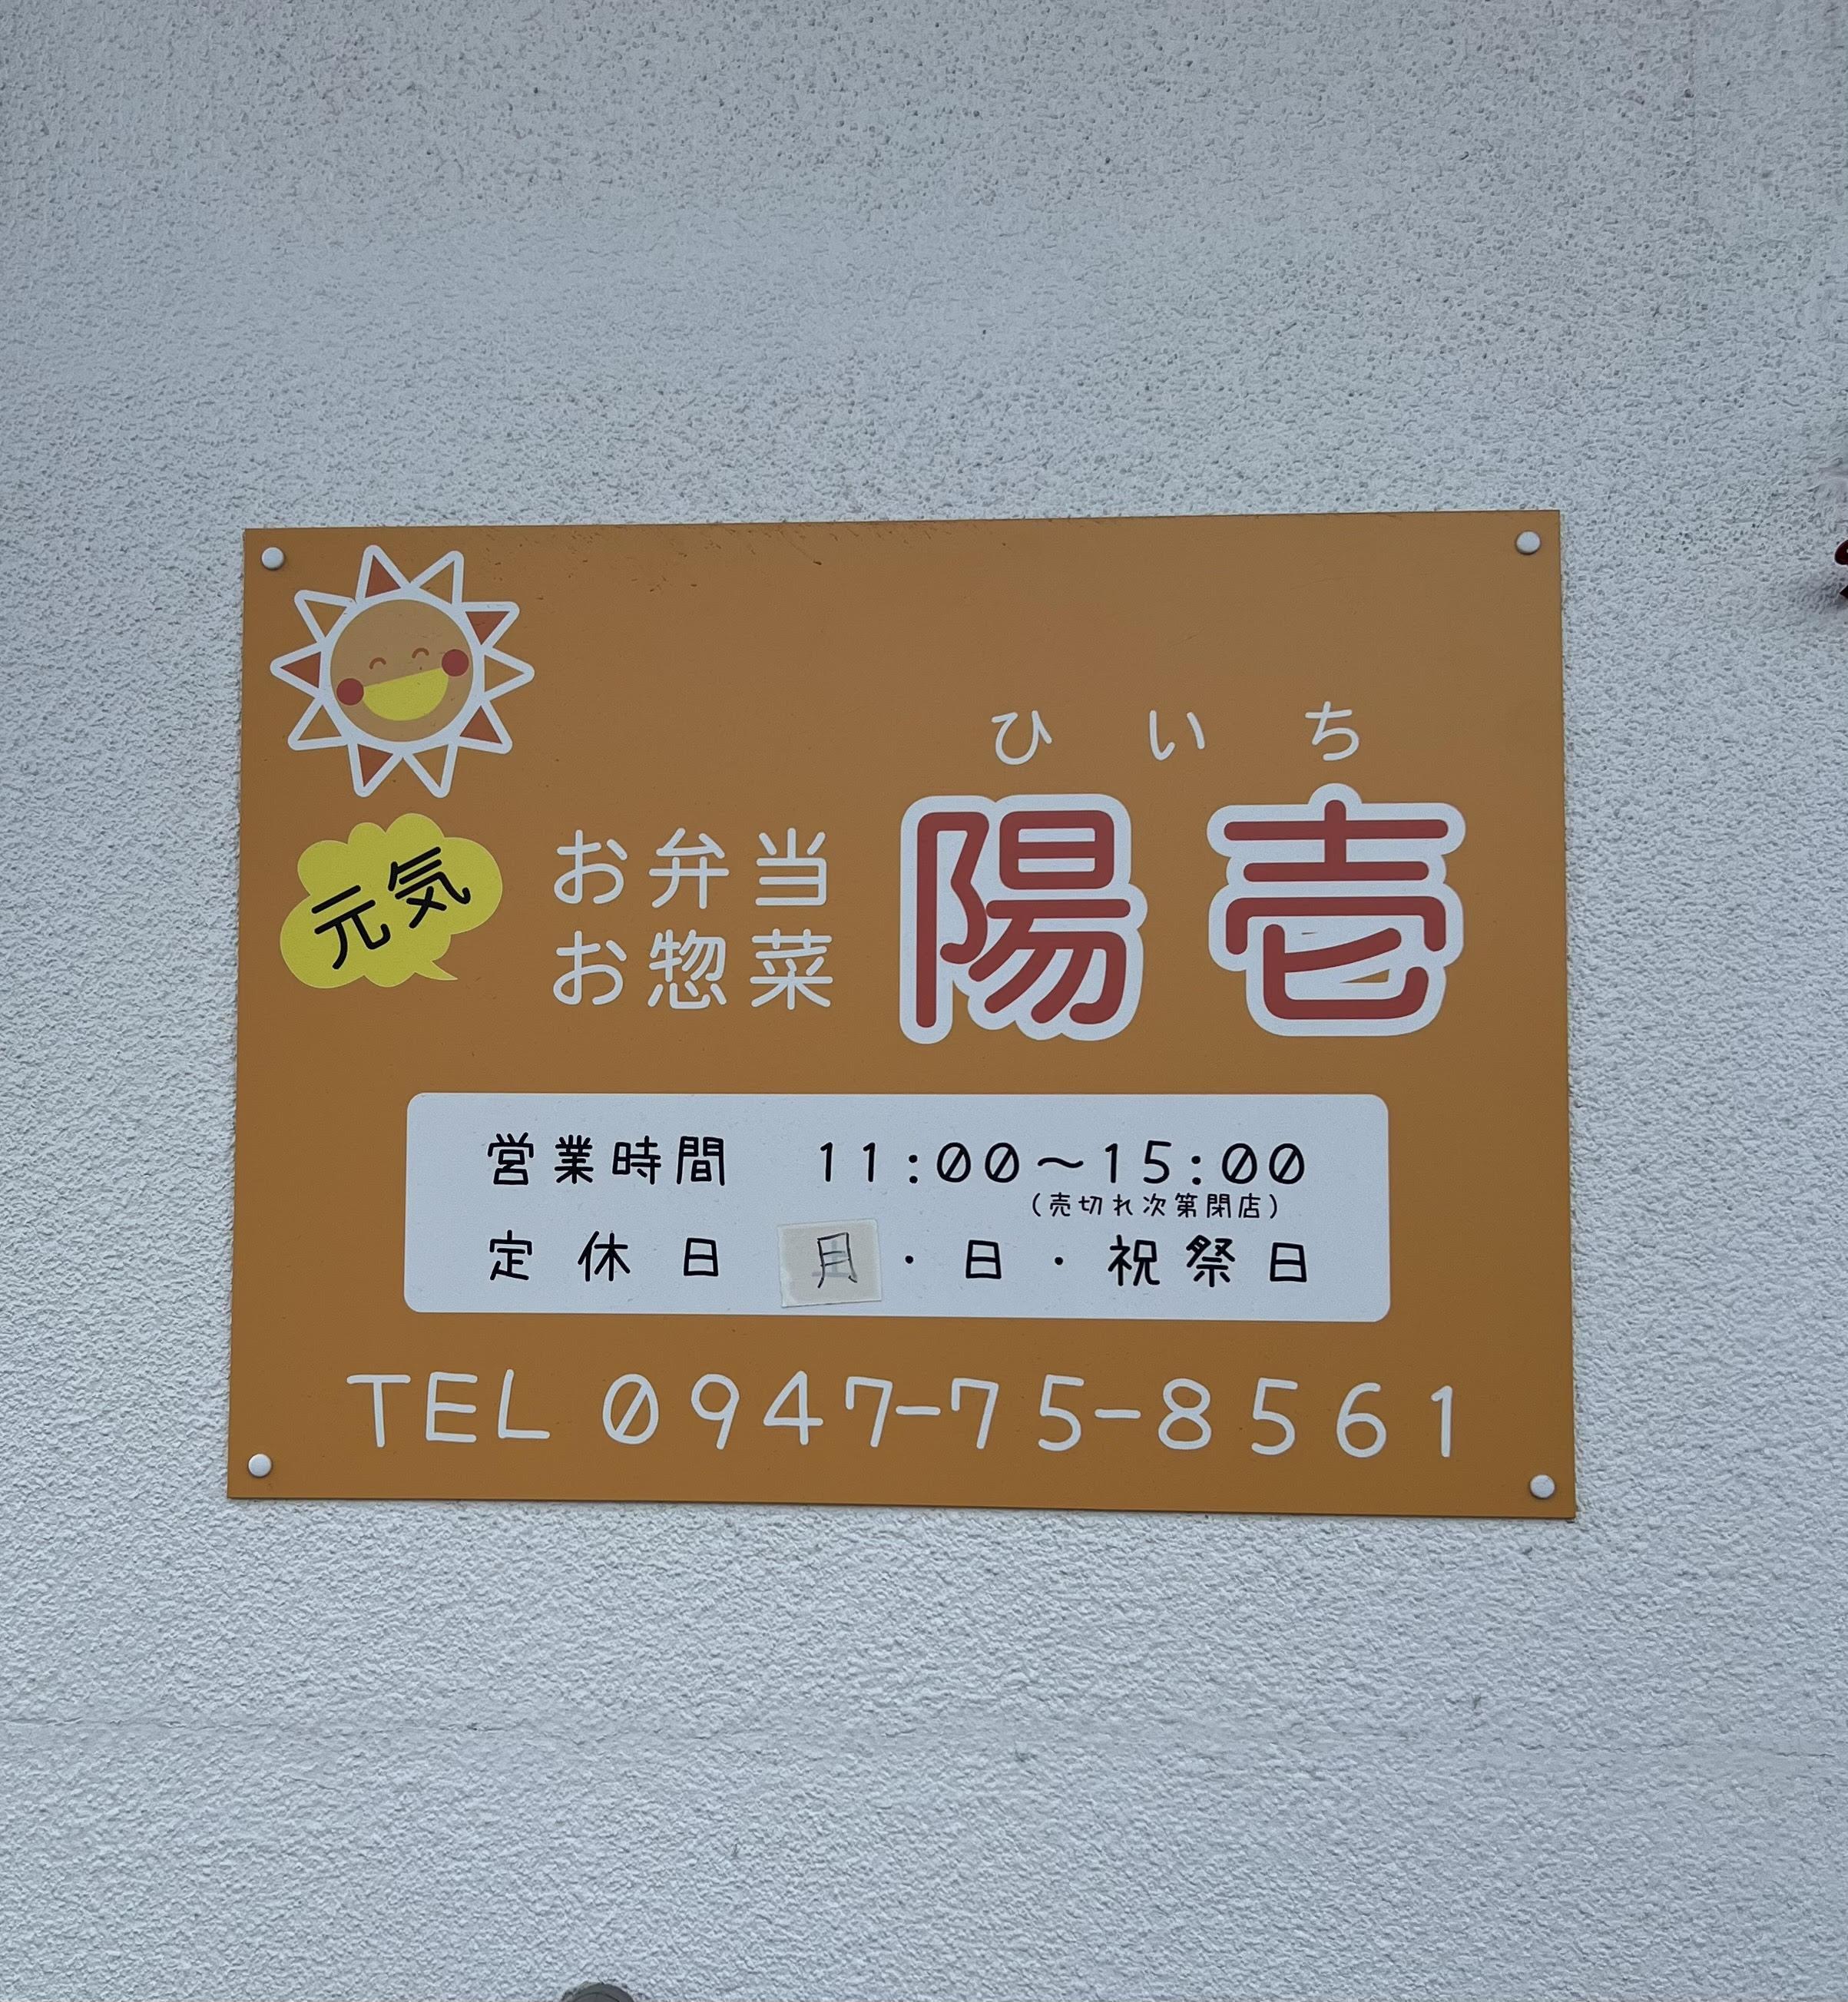 ひいち
元気
お弁当
お惣菜
陽壱
営業時間 11:00～15:00
(売切れ次第閉店)
定休日 月・日・祝祭日
TEL 0947-75-8561